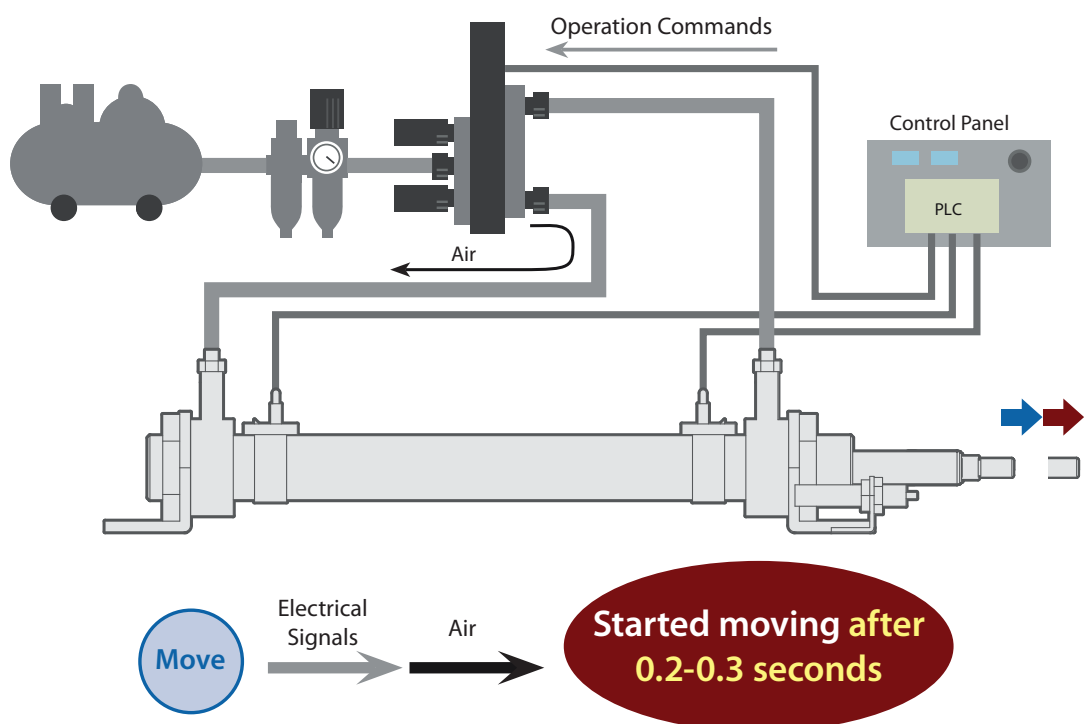 Operation Commands
Control Panel
PLC
Air
Electrical
Signals
Air
Move
Started moving after
0.2-0.3 seconds